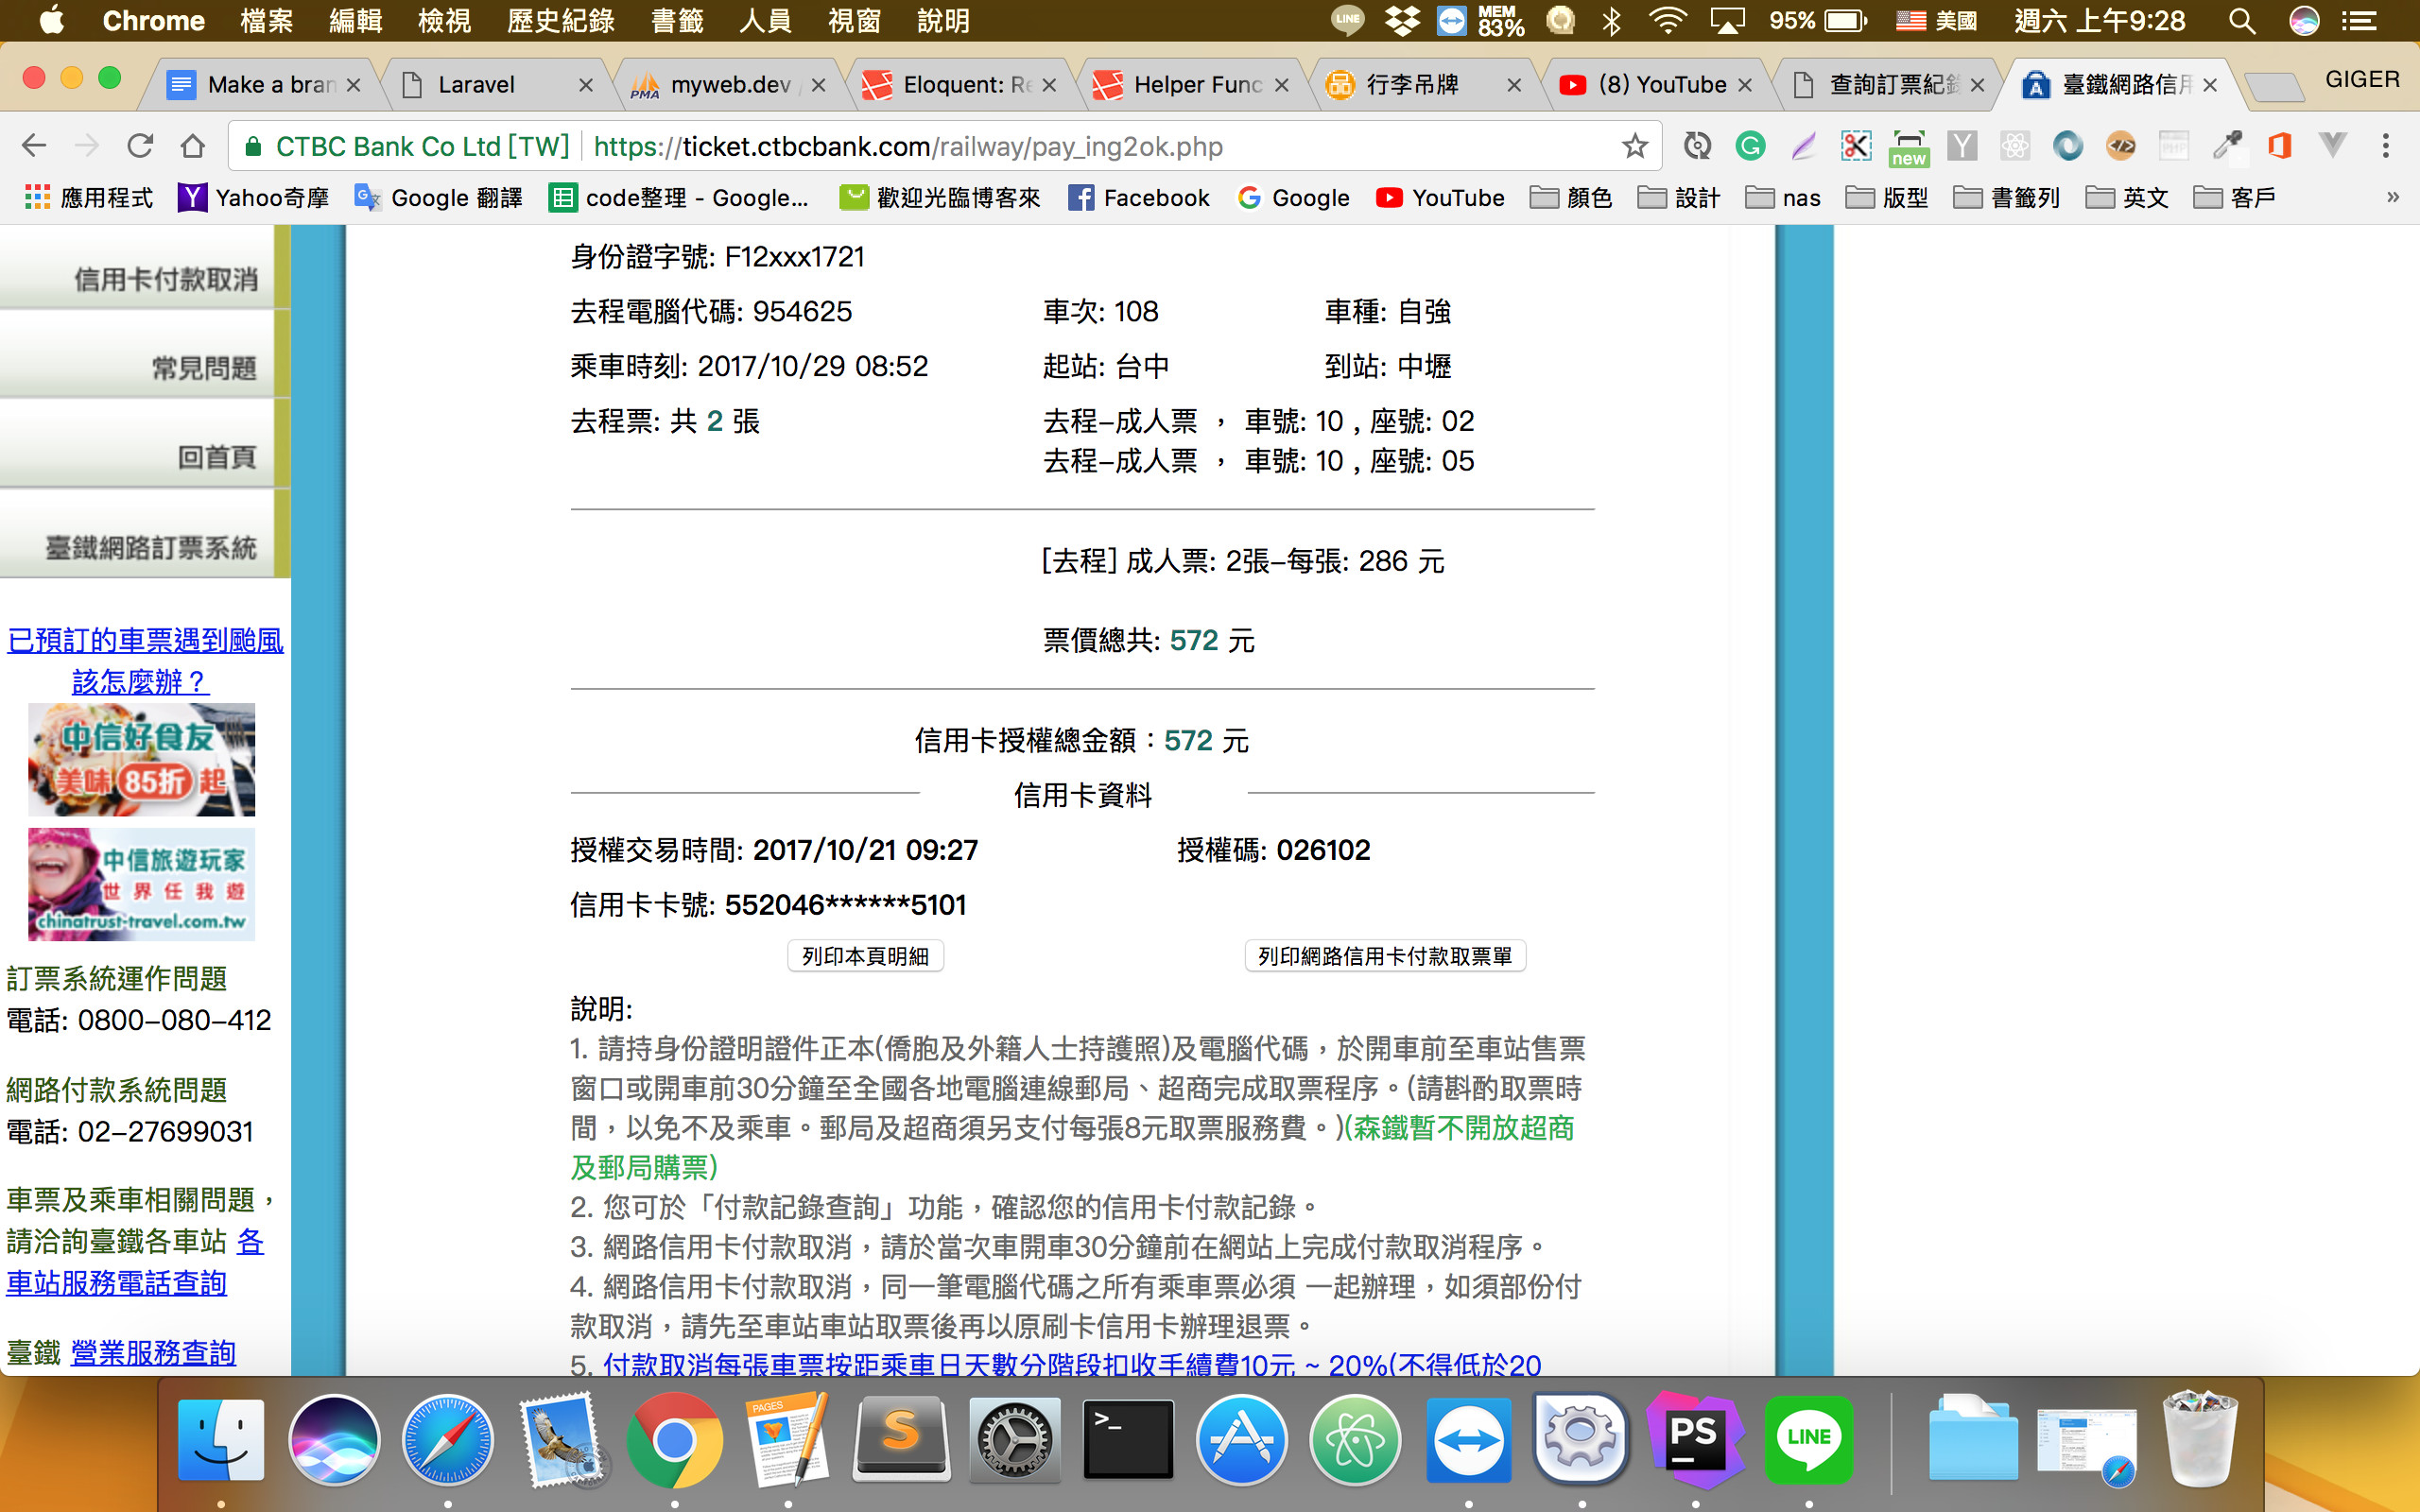 Chrome 檔案 編輯 檢視 歷史紀錄 書籤 人員 視窗 說明 LINE MEM 83% 95% 美國 週六 上午9:28
Make a bran Laravel PMA myweb.dev Eloquent: Re Helper Func 行李吊牌 (8) YouTube 查詢訂票紀錄 臺鐵網路信用 GIGER
CTBC Bank Co Ltd [TW] https://ticket.ctbcbank.com/railway/pay_ing2ok.php new
應用程式 Yahoo奇摩 Google 翻譯 code整理 - Google... 歡迎光臨博客來 Facebook Google YouTube 顏色 設計 nas 版型 書籤列 英文 客戶 »
信用卡付款取消
常見問題
回首頁
臺鐵網路訂票系統
已預訂的車票遇到颱風
該怎麼辦？
中信好食友
美味 85折 起
中信旅遊玩家
世界任我遊
chinatrust-travel.com.tw
訂票系統運作問題
電話: 0800-080-412
網路付款系統問題
電話: 02-27699031
車票及乘車相關問題，
請洽詢臺鐵各車站 各
車站服務電話查詢
臺鐵 營業服務查詢
身份證字號: F12xxx1721
去程電腦代碼: 954625 車次: 108 車種: 自強
乘車時刻: 2017/10/29 08:52 起站: 台中 到站: 中壢
去程票: 共 2 張 去程-成人票 ， 車號: 10 , 座號: 02
去程-成人票 ， 車號: 10 , 座號: 05
[去程] 成人票: 2張-每張: 286 元
票價總共: 572 元
信用卡授權總金額：572 元
信用卡資料
授權交易時間: 2017/10/21 09:27 授權碼: 026102
信用卡卡號: 552046******5101
列印本頁明細 列印網路信用卡付款取票單
說明:
1. 請持身份證明證件正本(僑胞及外籍人士持護照)及電腦代碼，於開車前至車站售票
窗口或開車前30分鐘至全國各地電腦連線郵局、超商完成取票程序。(請斟酌取票時
間，以免不及乘車。郵局及超商須另支付每張8元取票服務費。)(森鐵暫不開放超商
及郵局購票)
2. 您可於「付款記錄查詢」功能，確認您的信用卡付款記錄。
3. 網路信用卡付款取消，請於當次車開車30分鐘前在網站上完成付款取消程序。
4. 網路信用卡付款取消，同一筆電腦代碼之所有乘車票必須 一起辦理，如須部份付
款取消，請先至車站車站取票後再以原刷卡信用卡辦理退票。
5. 付款取消每張車票按距乘車日天數分階段扣收手續費10元 ~ 20%(不得低於20
PAGES S >_ PS LINE